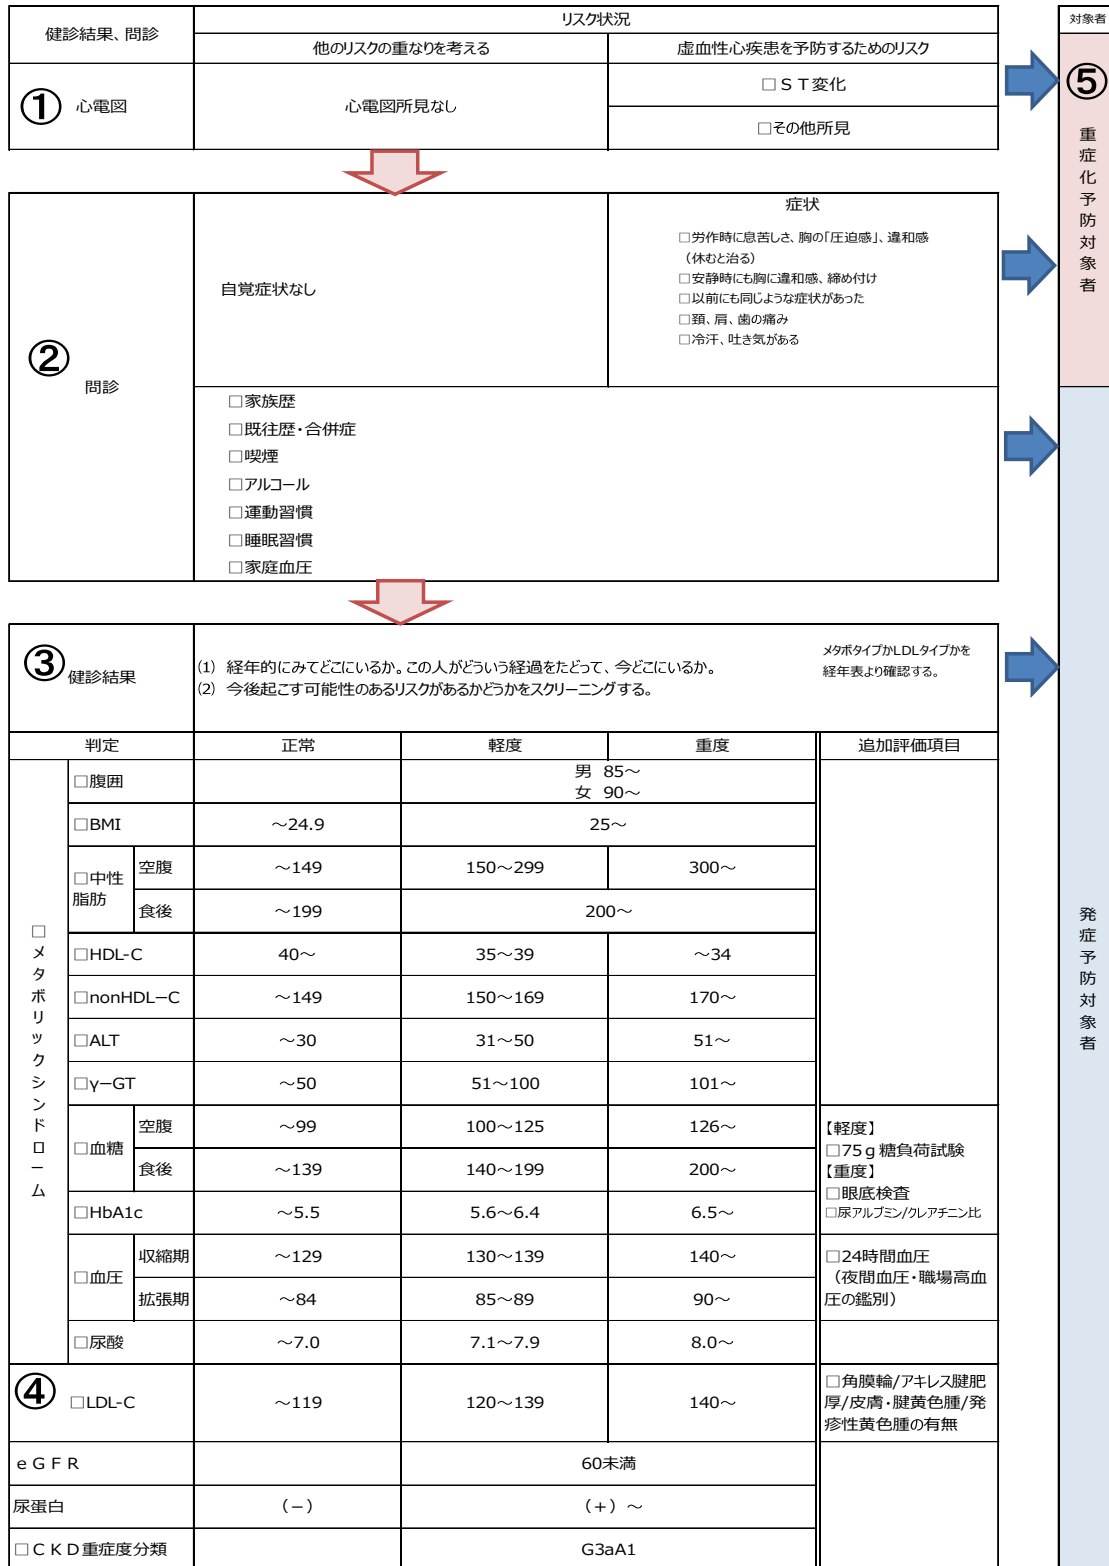 健診結果、問診
リスク状況
他のリスクの重なりを考える
虚血性心疾患を予防するためのリスク
対象者
① 心電図
心電図所見なし
□ＳＴ変化
□その他所見
⑤
重症化予防対象者
② 問診
自覚症状なし
症状
□労作時に息苦しさ、胸の「圧迫感」、違和感
（休むと治る）
□安静時にも胸に違和感、締め付け
□以前にも同じような症状があった
□頚、肩、歯の痛み
□冷汗、吐き気がある
□家族歴
□既往歴・合併症
□喫煙
□アルコール
□運動習慣
□睡眠習慣
□家庭血圧
発症予防対象者
③ 健診結果
(1) 経年的にみてどこにいるか。この人がどういう経過をたどって、今どこにいるか。
(2) 今後起こす可能性のあるリスクがあるかどうかをスクリーニングする。
メタボタイプかLDLタイプかを
経年表より確認する。
判定 正常 軽度 重度 追加評価項目
□メタボリックシンドローム
□腹囲
男 85～
女 90～
□BMI ～24.9 25～
□中性
脂肪
空腹 ～149 150～299 300～
食後 ～199 200～
□HDL-C 40～ 35～39 ～34
□nonHDL－C ～149 150～169 170～
□ALT ～30 31～50 51～
□γ－GT ～50 51～100 101～
□血糖
空腹 ～99 100～125 126～
食後 ～139 140～199 200～
□HbA1c ～5.5 5.6～6.4 6.5～
【軽度】
□75ｇ糖負荷試験
【重度】
□眼底検査
□尿アルブミン/クレアチニン比
□血圧
収縮期 ～129 130～139 140～
拡張期 ～84 85～89 90～
□24時間血圧
（夜間血圧・職場高血
圧の鑑別）
□尿酸 ～7.0 7.1～7.9 8.0～
④ □LDL-C ～119 120～139 140～
□角膜輪/アキレス腱肥
厚/皮膚・腱黄色腫/発
疹性黄色腫の有無
ｅＧＦＲ 60未満
尿蛋白 （－） （＋）～
□ＣＫＤ重症度分類 G3aA1